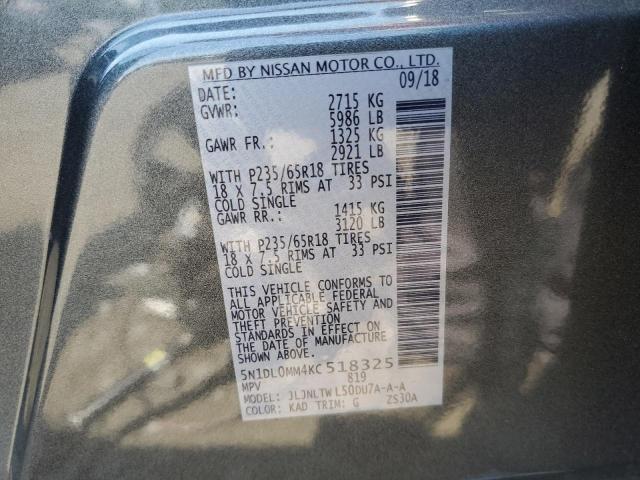 MFD BY NISSAN MOTOR CO., LTD.
DATE: 09/18
GVWR: 2715 KG
5986 LB
GAWR FR.: 1325 KG
2921 LB
WITH P235/65R18 TIRES
18 X 7.5 RIMS AT 33 PSI
COLD SINGLE
GAWR RR.: 1415 KG
3120 LB
WITH P235/65R18 TIRES
18 X 7.5 RIMS AT 33 PSI
COLD SINGLE
THIS VEHICLE CONFORMS TO
ALL APPLICABLE FEDERAL
MOTOR VEHICLE SAFETY AND
THEFT PREVENTION
STANDARDS IN EFFECT ON
THE DATE OF MANUFACTURE
SHOWN ABOVE.
5N1DL0MM4KC518325
MPV 819
MODEL: JLJNLTWL50DU7A-A-A
COLOR: KAD TRIM: G ZS30A